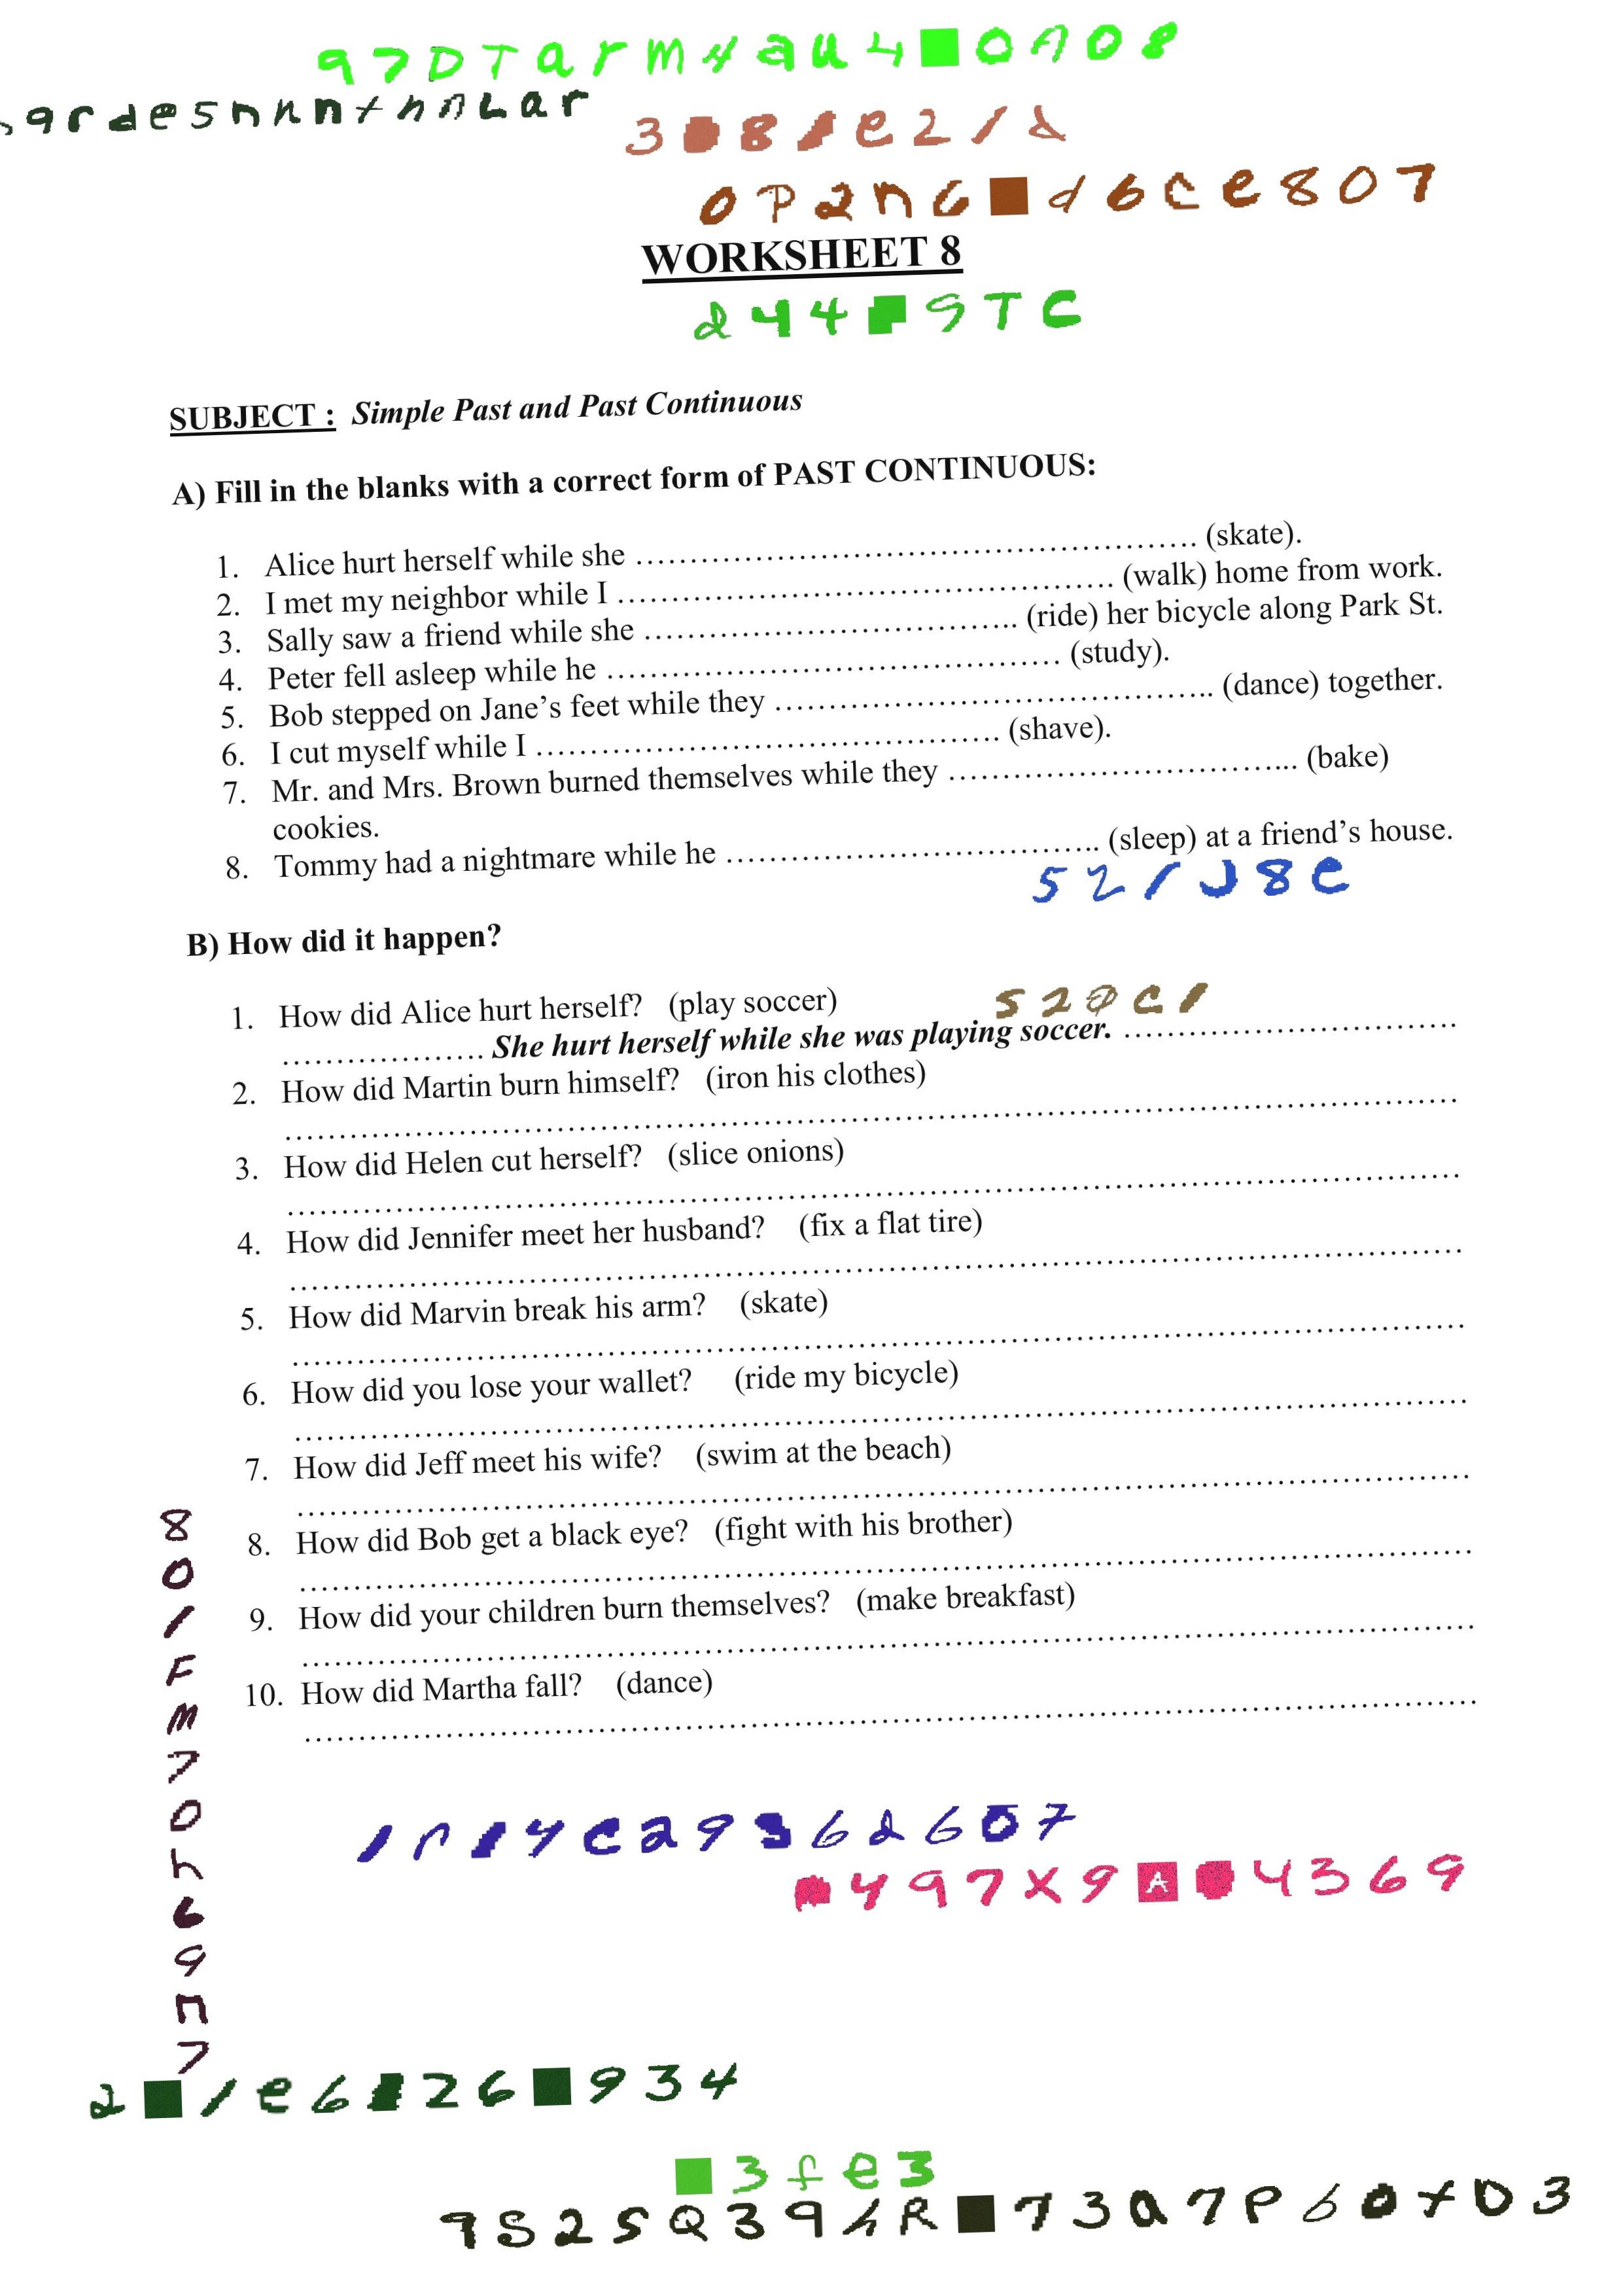 WORKSHEET 8
SUBJECT : Simple Past and Past Continuous
A) Fill in the blanks with a correct form of PAST CONTINUOUS:
1. Alice hurt herself while she ……………………………………………. (skate).
2. I met my neighbor while I ………………………………………. (walk) home from work.
3. Sally saw a friend while she …………………………….. (ride) her bicycle along Park St.
4. Peter fell asleep while he …………………………………… (study).
5. Bob stepped on Jane’s feet while they ………………………………….. (dance) together.
6. I cut myself while I ……………………………………. (shave).
7. Mr. and Mrs. Brown burned themselves while they …………………………... (bake)
cookies.
8. Tommy had a nightmare while he …………………………….. (sleep) at a friend’s house.
52/J8e
B) How did it happen?
1. How did Alice hurt herself? (play soccer)
………………. She hurt herself while she was playing soccer. ………………………….
2. How did Martin burn himself? (iron his clothes)
…………………………………………………………………………………………………
3. How did Helen cut herself? (slice onions)
…………………………………………………………………………………………………
4. How did Jennifer meet her husband? (fix a flat tire)
…………………………………………………………………………………………………
5. How did Marvin break his arm? (skate)
…………………………………………………………………………………………………
6. How did you lose your wallet? (ride my bicycle)
…………………………………………………………………………………………………
7. How did Jeff meet his wife? (swim at the beach)
…………………………………………………………………………………………………
8. How did Bob get a black eye? (fight with his brother)
…………………………………………………………………………………………………
9. How did your children burn themselves? (make breakfast)
…………………………………………………………………………………………………
10. How did Martha fall? (dance)
…………………………………………………………………………………………………